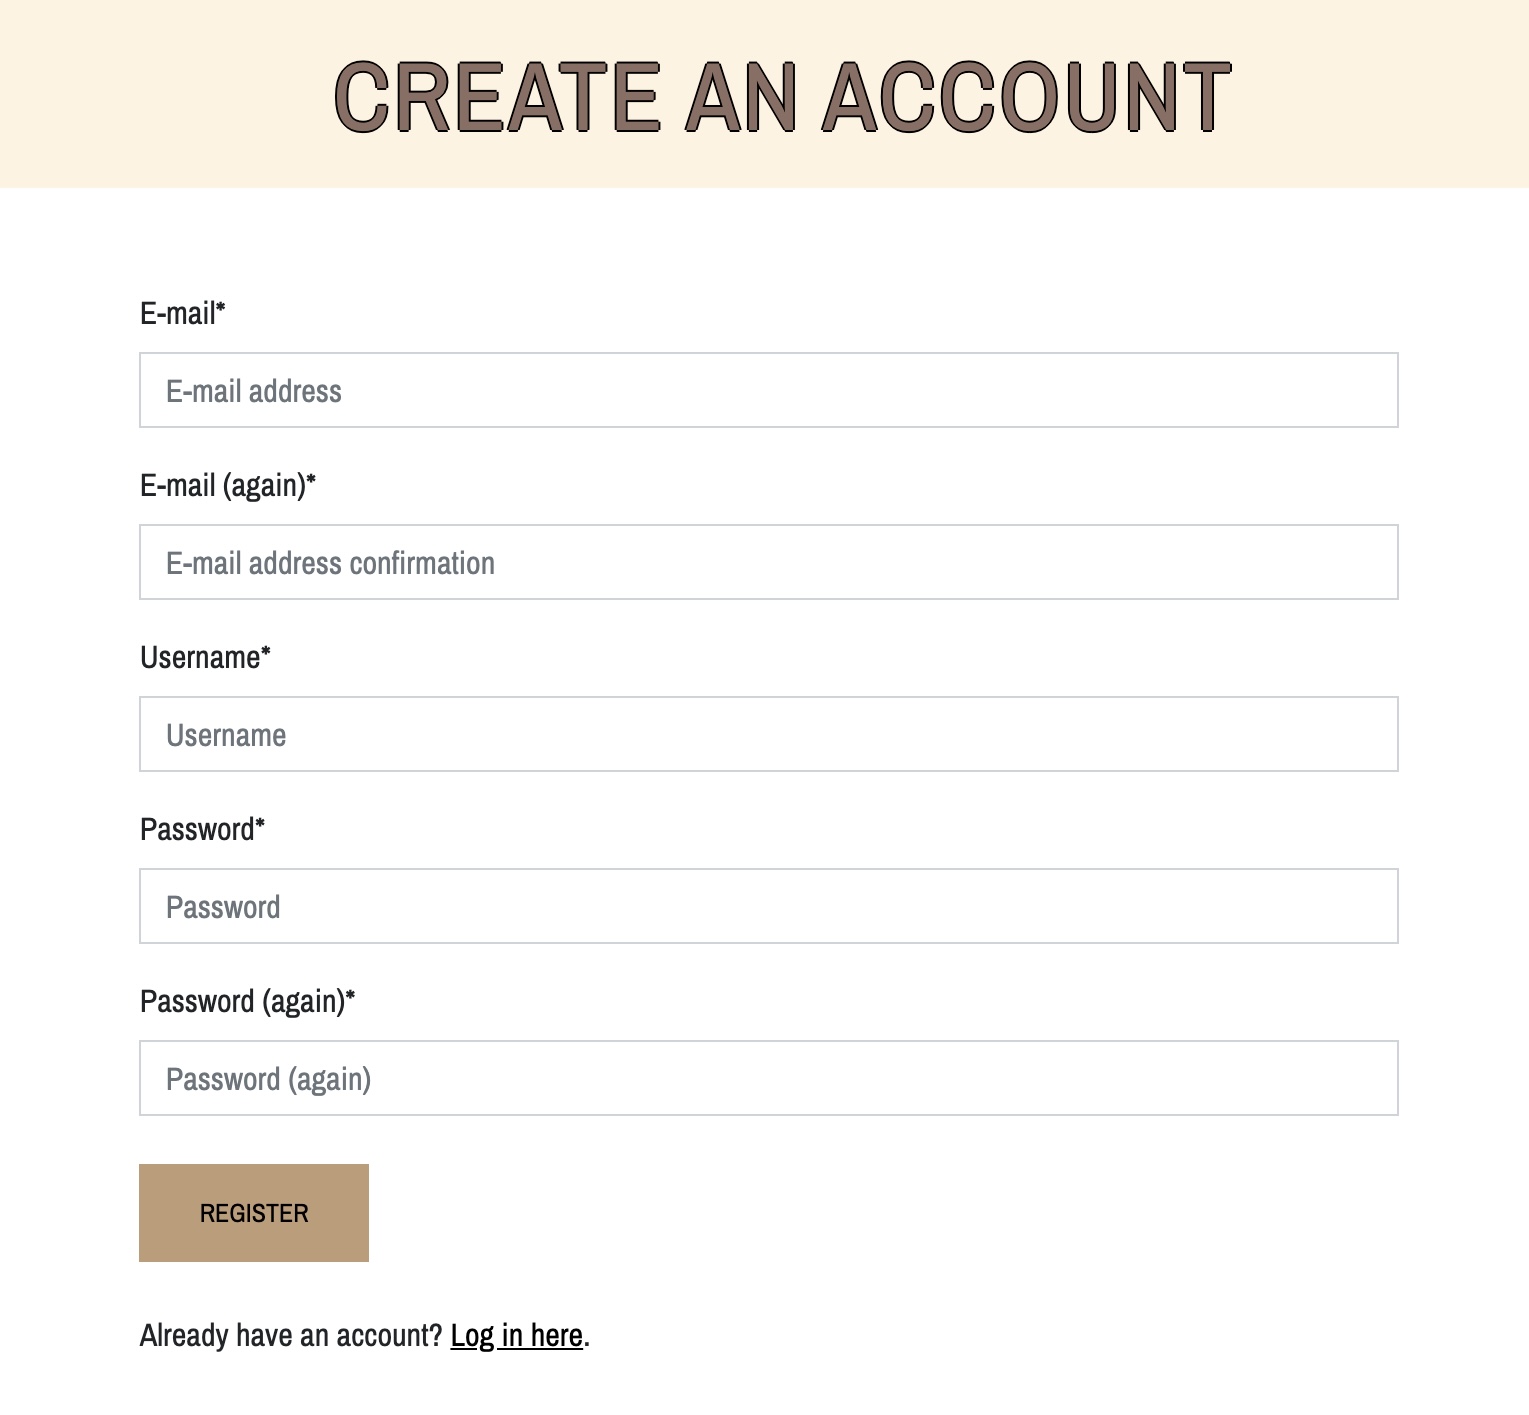 CREATE AN ACCOUNT
E-mail*
E-mail address
E-mail (again)*
E-mail address confirmation
Username*
Username
Password*
Password
Password (again)*
Password (again)
REGISTER
Already have an account? Log in here.